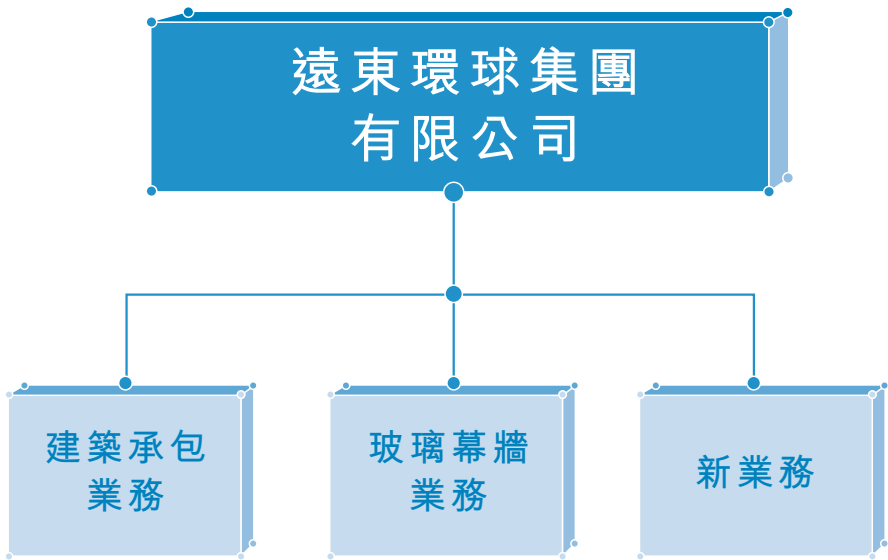 遠東環球集團
有限公司
建築承包
業務
玻璃幕牆
業務
新業務